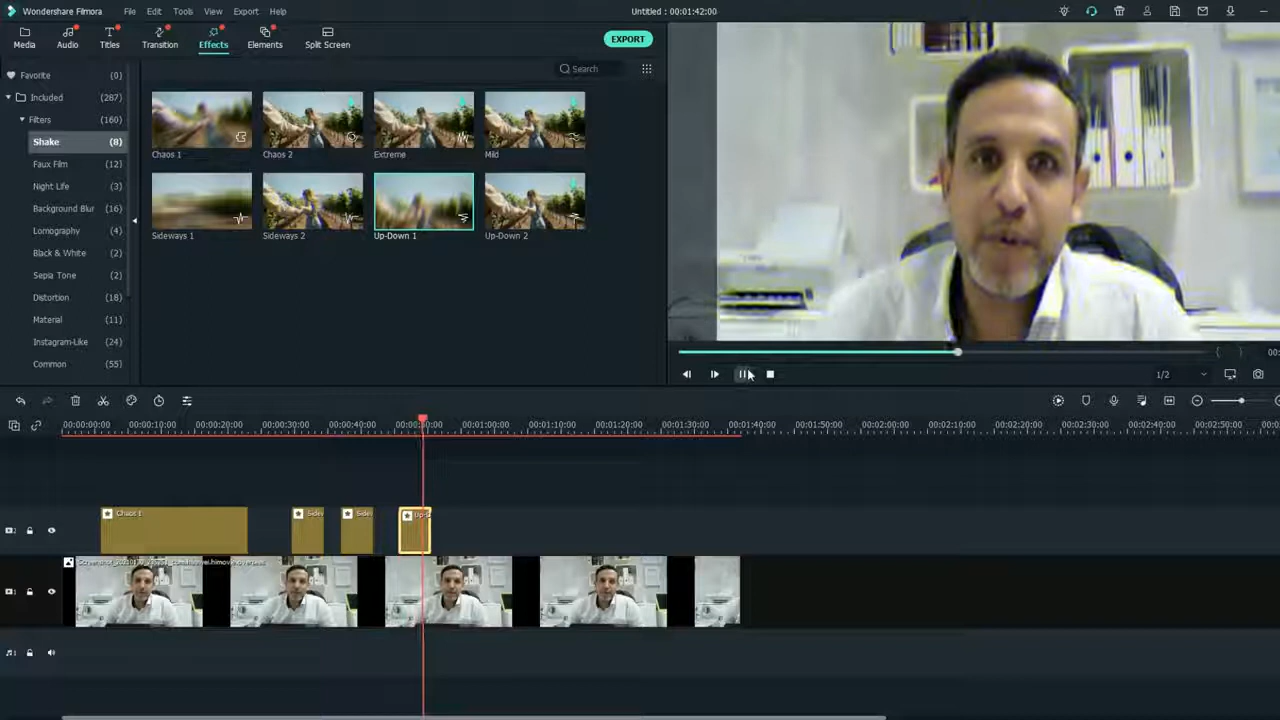 Wondershare Filmora File Edit Tools View Export Help Untitled : 00:01:42:00
Media Audio Titles Transition Effects Elements Split Screen EXPORT
Favorite (0) Search
Included (287)
Filters (160)
Shake (8)
Faux Film (12)
Night Life (3)
Background Blur (16)
Lomography (4)
Black & White (2)
Sepia Tone (2)
Distortion (18)
Material (11)
Instagram-Like (24)
Common (55)
Chaos 1 Chaos 2 Extreme Mild
Sideways 1 Sideways 2 Up-Down 1 Up-Down 2
1/2
00:00:00:00 00:00:10:00 00:00:20:00 00:00:30:00 00:00:40:00 00:01:00:00 00:01:10:00 00:01:20:00 00:01:30:00 00:01:40:00 00:01:50:00 00:02:00:00 00:02:10:00 00:02:20:00 00:02:30:00 00:02:40:00 00:02:50:00
Chaos 1